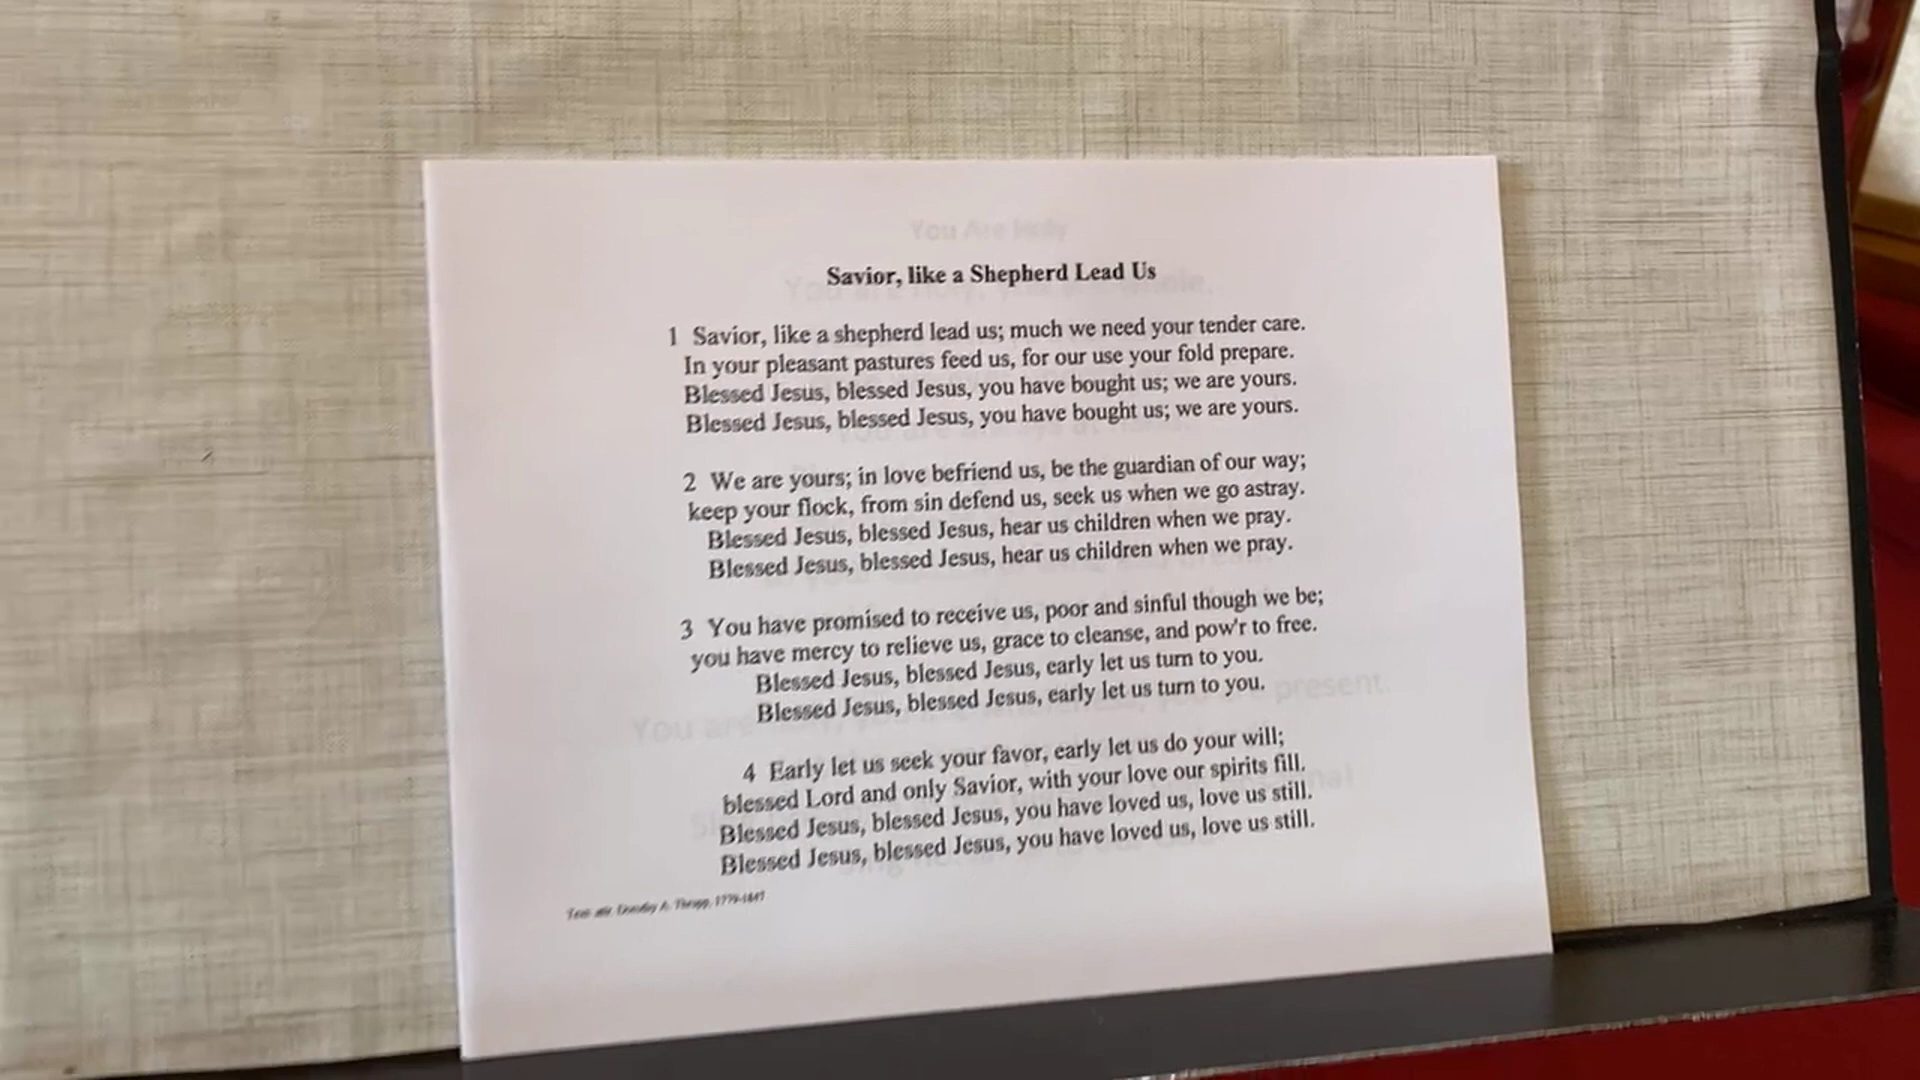 Savior, like a Shepherd Lead Us
1 Savior, like a shepherd lead us; much we need your tender care.
In your pleasant pastures feed us, for our use your fold prepare.
Blessed Jesus, blessed Jesus, you have bought us; we are yours.
Blessed Jesus, blessed Jesus, you have bought us; we are yours.
2 We are yours; in love befriend us, be the guardian of our way;
keep your flock, from sin defend us, seek us when we go astray.
Blessed Jesus, blessed Jesus, hear us children when we pray.
Blessed Jesus, blessed Jesus, hear us children when we pray.
3 You have promised to receive us, poor and sinful though we be;
you have mercy to relieve us, grace to cleanse, and pow'r to free.
Blessed Jesus, blessed Jesus, early let us turn to you.
Blessed Jesus, blessed Jesus, early let us turn to you.
4 Early let us seek your favor, early let us do your will;
blessed Lord and only Savior, with your love our spirits fill.
Blessed Jesus, blessed Jesus, you have loved us, love us still.
Blessed Jesus, blessed Jesus, you have loved us, love us still.